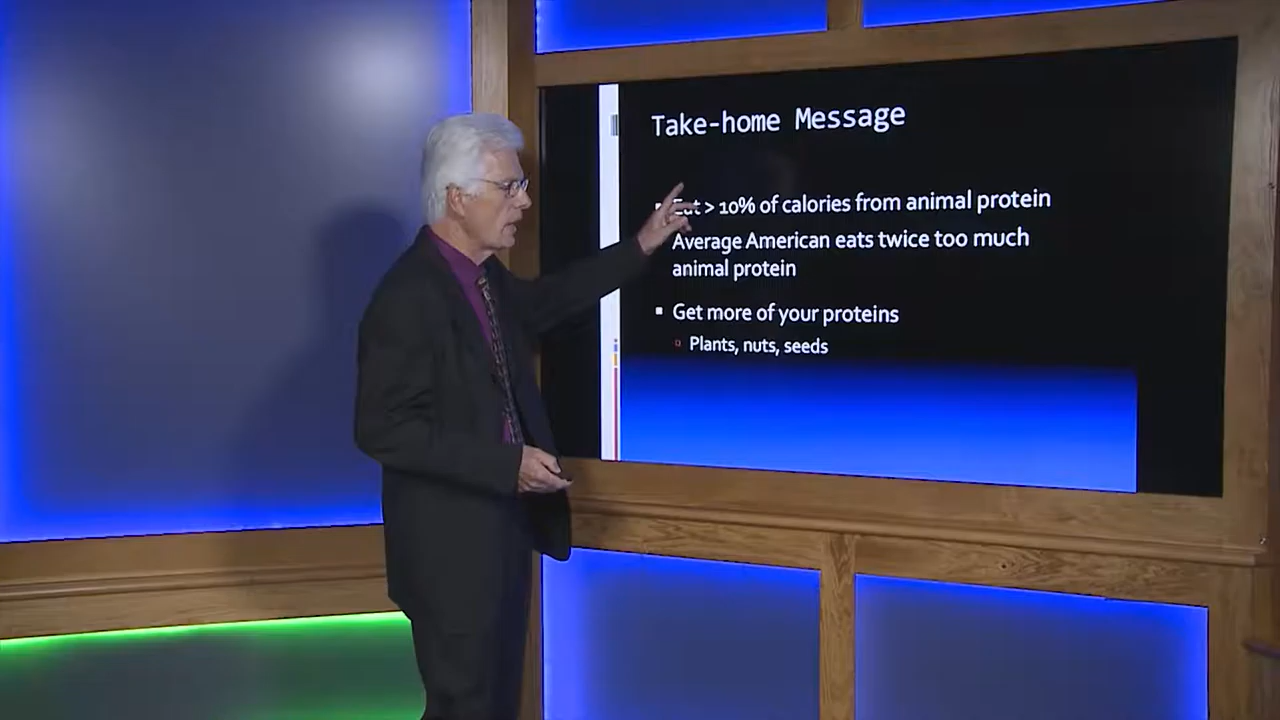 Take-home Message
Eat > 10% of calories from animal protein
Average American eats twice too much
animal protein
Get more of your proteins
Plants, nuts, seeds